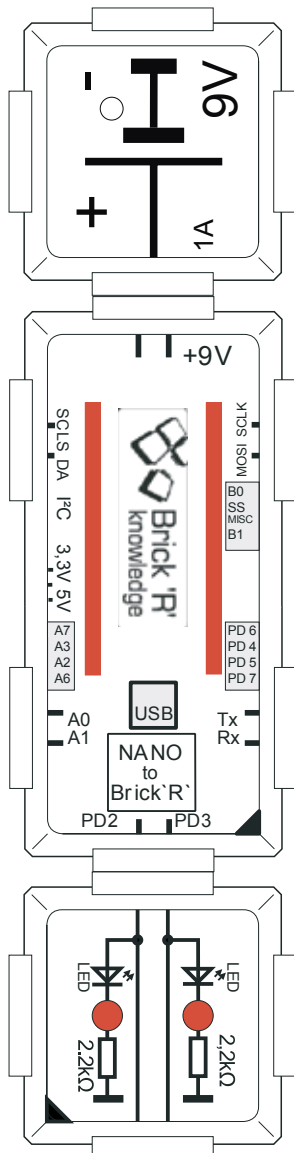 -
9V
+
1A
+9V
SCLS DA
MOSI SCLK
I²C
3,3V 5V
Brick 'R'
knowledge
B0
SS
MISC
B1
A7
A3
A2
A6
PD 6
PD 4
PD 5
PD 7
A0
A1
USB
Tx
Rx
NANO
to
Brick`R`
PD2
PD3
LED
LED
2.2kΩ
2,2kΩ